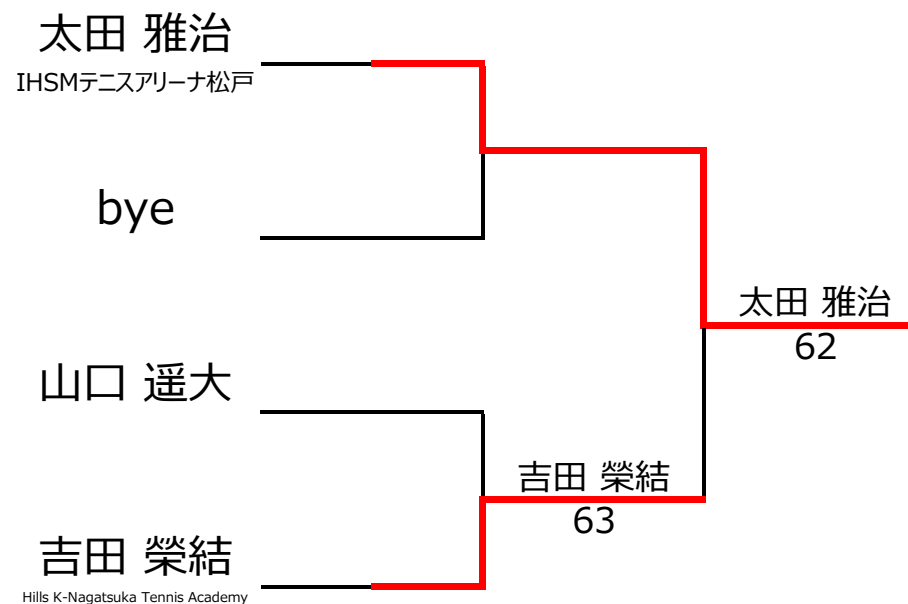 太田 雅治
IHSMテニスアリーナ松戸
bye
太田 雅治
62
山口 遥大
吉田 榮結
63
吉田 榮結
Hills K-Nagatsuka Tennis Academy